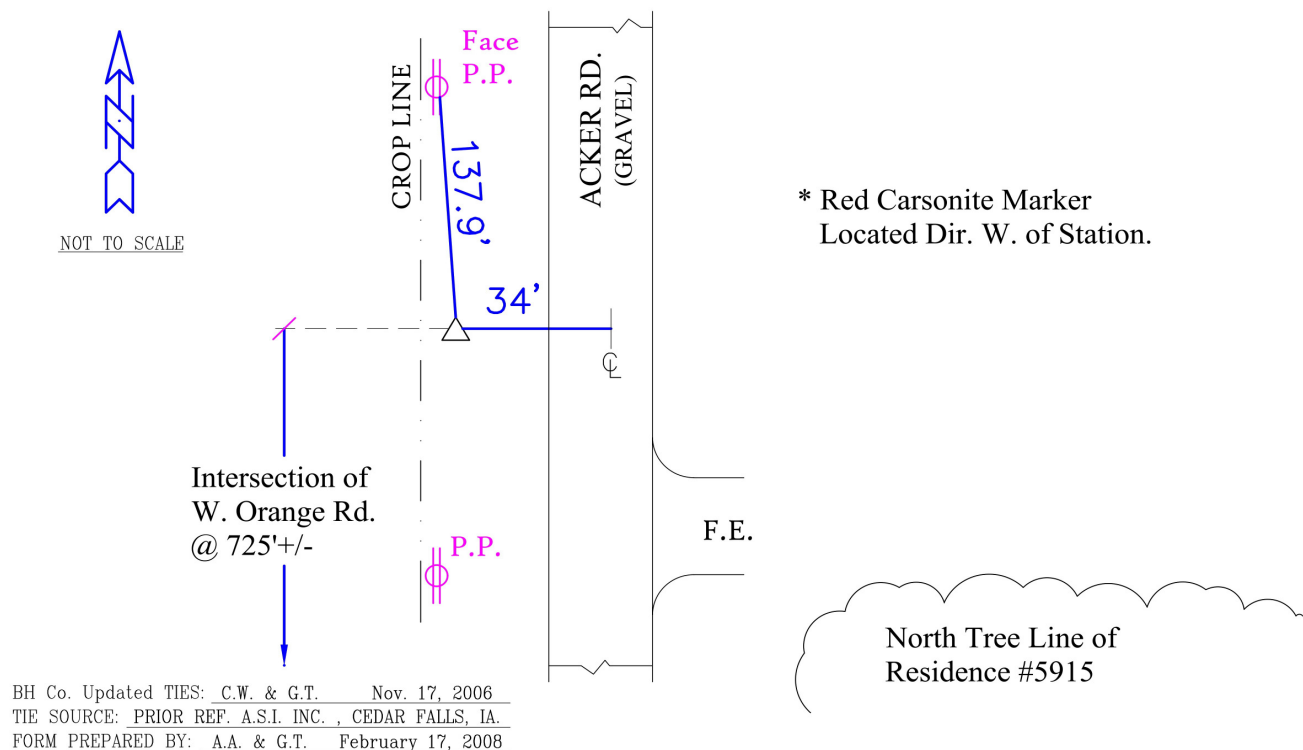 Face
P.P.
CROP LINE
ACKER RD.
(GRAVEL)
137.9'
N
NOT TO SCALE
* Red Carsonite Marker
Located Dir. W. of Station.
34'
℄
Intersection of
W. Orange Rd.
@ 725'+/-
P.P.
F.E.
North Tree Line of
Residence #5915
BH Co. Updated TIES: C.W. & G.T. Nov. 17, 2006
TIE SOURCE: PRIOR REF. A.S.I. INC. , CEDAR FALLS, IA.
FORM PREPARED BY: A.A. & G.T. February 17, 2008